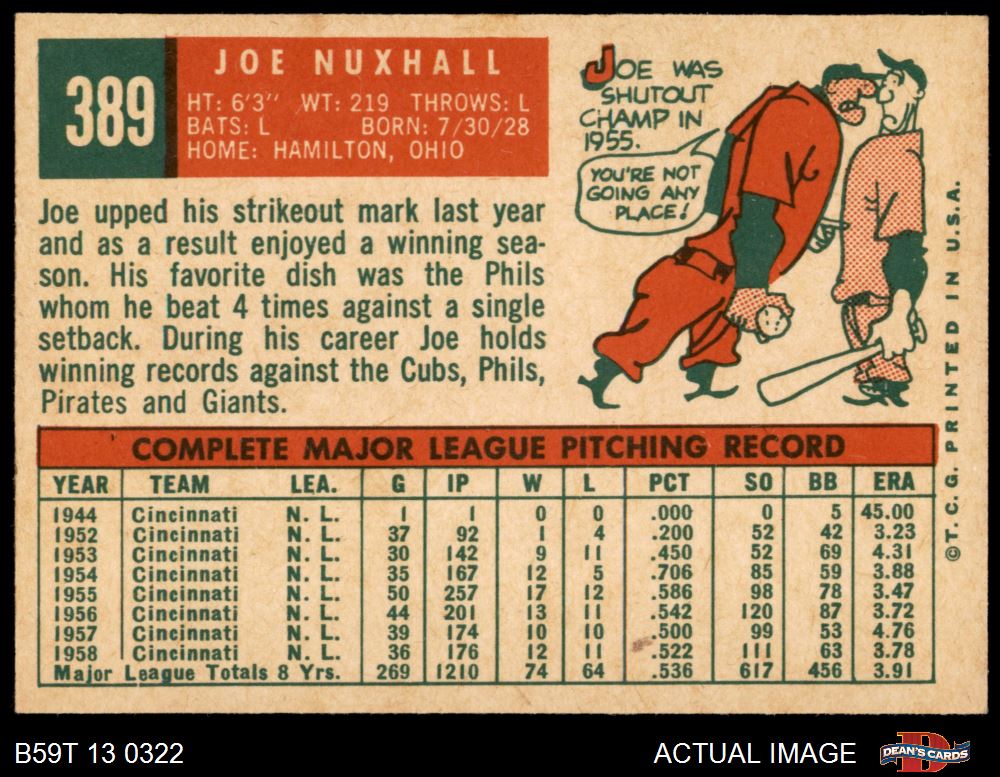 389
JOE NUXHALL
HT: 6'3" WT: 219 THROWS: L
BATS: L BORN: 7/30/28
HOME: HAMILTON, OHIO
JOE WAS
SHUTOUT
CHAMP IN
1955.
YOU'RE NOT
GOING ANY
PLACE!
Joe upped his strikeout mark last year
and as a result enjoyed a winning sea-
son. His favorite dish was the Phils
whom he beat 4 times against a single
setback. During his career Joe holds
winning records against the Cubs, Phils,
Pirates and Giants.
COMPLETE MAJOR LEAGUE PITCHING RECORD
YEAR TEAM LEA. G IP W L PCT SO BB ERA
1944 Cincinnati N. L. 1 1 0 0 .000 0 5 45.00
1952 Cincinnati N. L. 37 92 1 4 .200 52 42 3.23
1953 Cincinnati N. L. 30 142 9 11 .450 52 69 4.31
1954 Cincinnati N. L. 35 167 12 5 .706 85 59 3.88
1955 Cincinnati N. L. 50 257 17 12 .586 98 78 3.47
1956 Cincinnati N. L. 44 201 13 11 .542 120 87 3.72
1957 Cincinnati N. L. 39 174 10 10 .500 99 53 4.76
1958 Cincinnati N. L. 36 176 12 11 .522 111 63 3.78
Major League Totals 8 Yrs. 269 1210 74 64 .536 617 456 3.91
©T. C. G. PRINTED IN U.S.A.
B59T 13 0322
ACTUAL IMAGE
DEAN'S CARDS